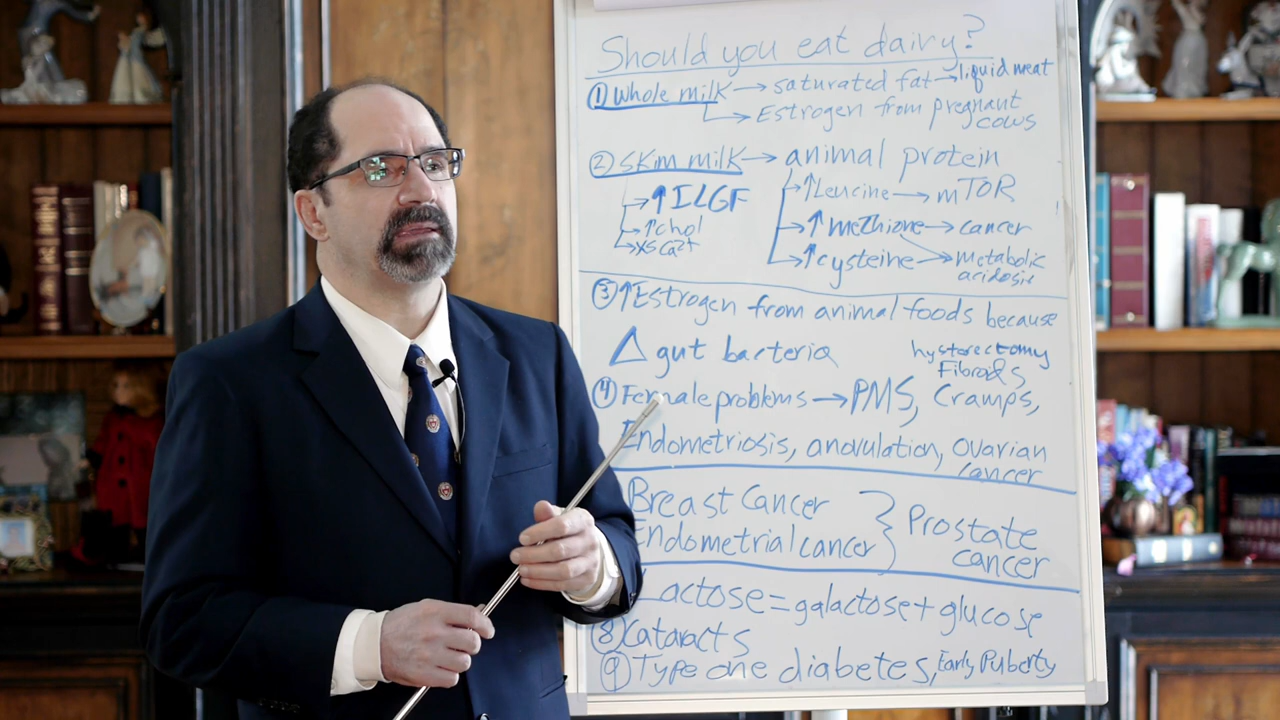 Should you eat dairy?
① Whole milk → saturated fat → liquid meat
→ Estrogen from pregnant
cows
② Skim milk → animal protein
→ ↑ILGF
→ ↑chol
→ XS Ca2+
→ ↑Leucine → mTOR
→ ↑methione → cancer
→ ↑cysteine → metabolic
acidosis
③ ↑Estrogen from animal foods because
Δ gut bacteria
hysterectomy
Fibroids
④ Female problems → PMS, Cramps,
Endometriosis, anovulation, ovarian
cancer
Breast Cancer
Endometrial cancer } Prostate
cancer
Lactose = galactose + glucose
⑧ Cataracts
⑨ Type one diabetes, Early Puberty